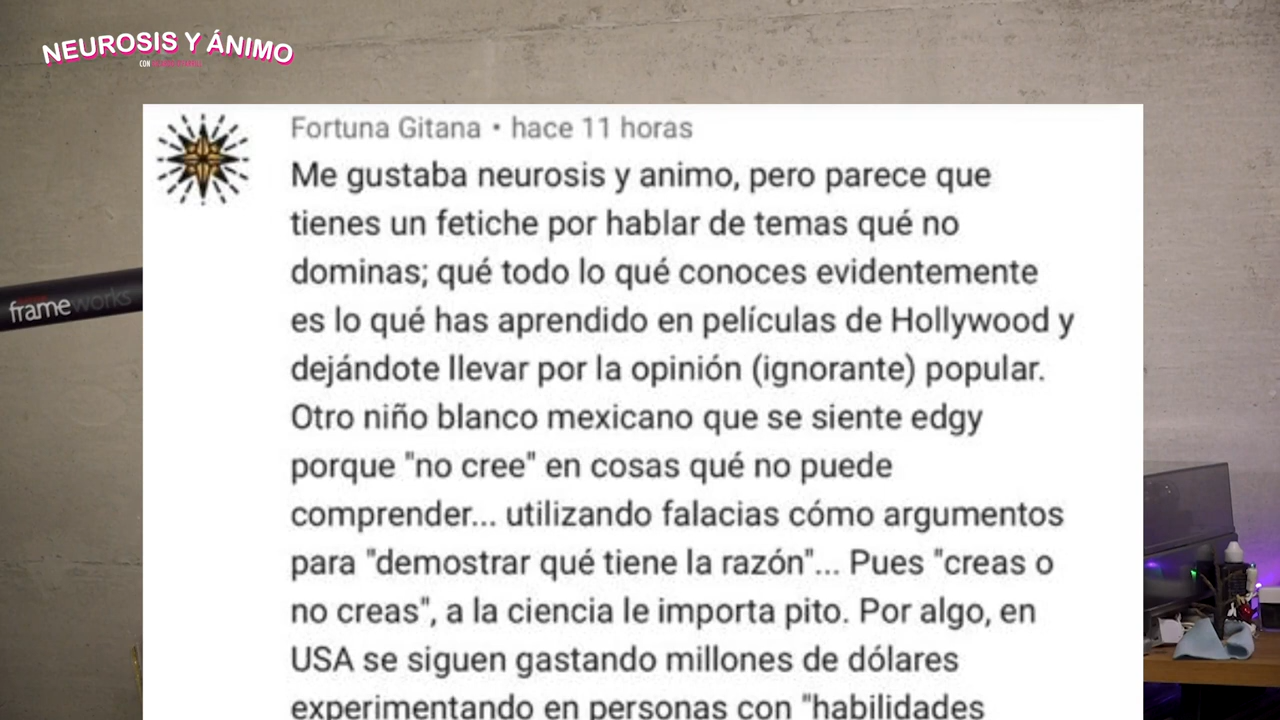 NEUROSIS Y ÁNIMO
CON
frameworks
Fortuna Gitana • hace 11 horas
Me gustaba neurosis y animo, pero parece que
tienes un fetiche por hablar de temas qué no
dominas; qué todo lo qué conoces evidentemente
es lo qué has aprendido en películas de Hollywood y
dejándote llevar por la opinión (ignorante) popular.
Otro niño blanco mexicano que se siente edgy
porque "no cree" en cosas qué no puede
comprender... utilizando falacias cómo argumentos
para "demostrar qué tiene la razón"... Pues "creas o
no creas", a la ciencia le importa pito. Por algo, en
USA se siguen gastando millones de dólares
experimentando en personas con "habilidades